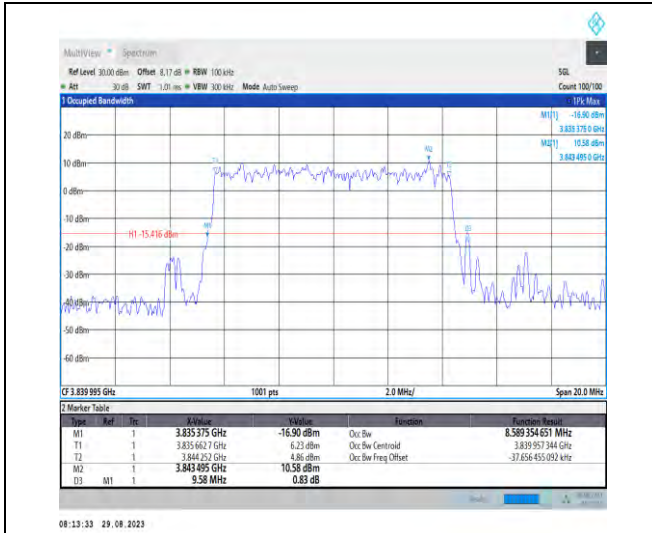 MultiView Spectrum
Ref Level 30.00 dBm Offset 8.17 dB RBW 100 kHz SGL
Att 30 dB SWT 1.01 ms VBW 300 kHz Mode Auto Sweep Count 100/100
1 Occupied Bandwidth 1Pk Max
M1[1] -16.90 dBm
3.835 375 0 GHz
M2[1] 10.58 dBm
3.843 495 0 GHz
20 dBm
M2
T1
10 dBm
0 dBm
-10 dBm
M1
D3
H1 -15.416 dBm
-20 dBm
-30 dBm
-40 dBm
-50 dBm
-60 dBm
CF 3.839 995 GHz 1001 pts 2.0 MHz/ Span 20.0 MHz
2 Marker Table
Type Ref Trc X-Value Y-Value Function Function Result
M1 1 3.835 375 GHz -16.90 dBm Occ Bw 8.589 354 651 MHz
T1 1 3.835 662 7 GHz 6.23 dBm Occ Bw Centroid 3.839 957 344 GHz
T2 1 3.844 252 GHz 4.86 dBm Occ Bw Freq Offset -37.656 455 092 kHz
M2 1 3.843 495 GHz 10.58 dBm
D3 M1 1 9.58 MHz 0.83 dB
08:13:33 29.08.2023